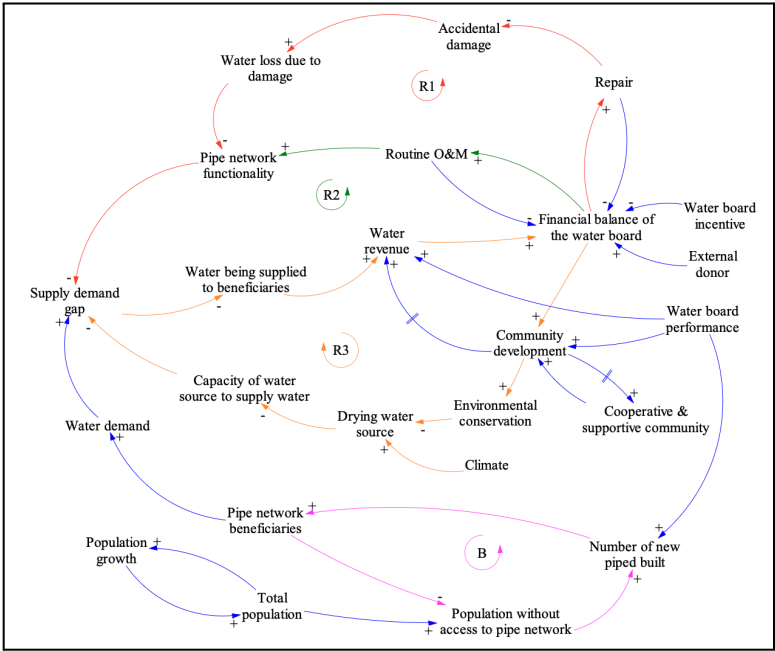 Accidental
damage
Water loss due to
damage
R1
Repair
Pipe network
functionality
Routine O&M
R2
Financial balance of
the water board
Water board
incentive
External
donor
Water
revenue
Water being supplied
to beneficiaries
Supply demand
gap
Water board
performance
R3
Community
development
Capacity of water
source to supply water
Drying water
source
Environmental
conservation
Cooperative &
supportive community
Water demand
Climate
Pipe network
beneficiaries
Population
growth
B
Number of new
piped built
Total
population
Population without
access to pipe network